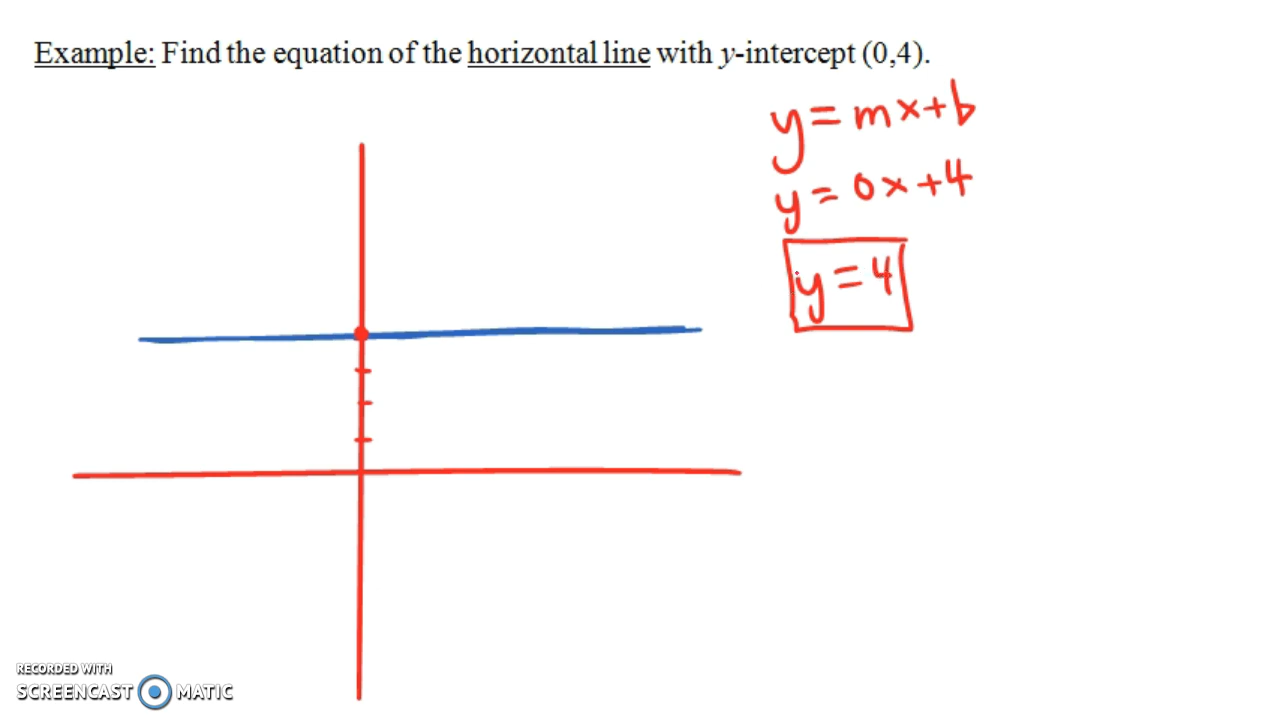 Example: Find the equation of the horizontal line with y-intercept (0,4).
y = mx+b
y = 0x+4
y = 4
RECORDED WITH
SCREENCAST MATIC